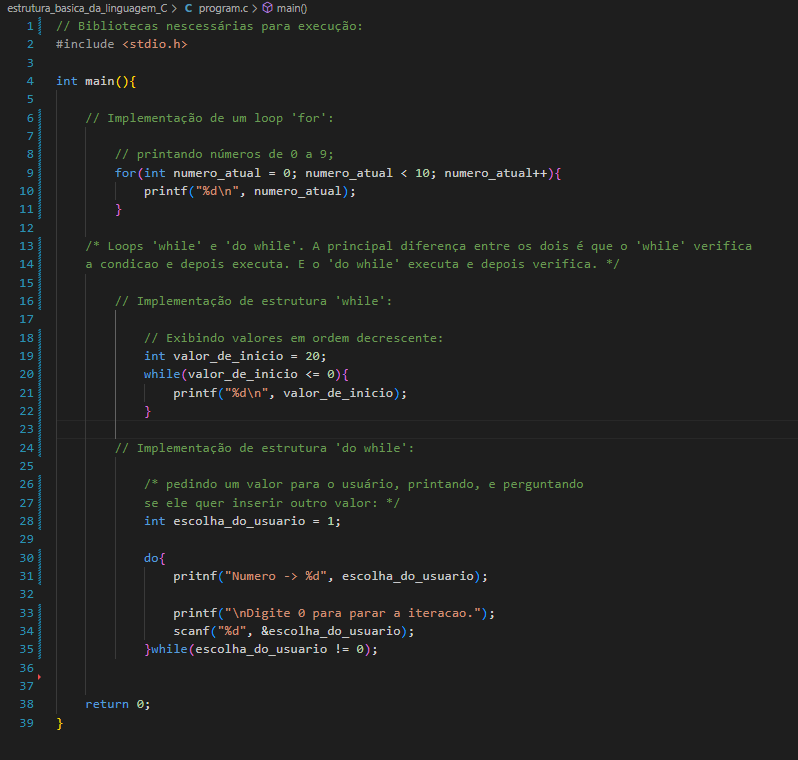 estrutura_basica_da_linguagem_C > C program.c > main()
1 // Bibliotecas nescessárias para execução:
2 #include <stdio.h>
3
4 int main(){
5
6 // Implementação de um loop 'for':
7
8 // printando números de 0 a 9;
9 for(int numero_atual = 0; numero_atual < 10; numero_atual++){
10 printf("%d\n", numero_atual);
11 }
12
13 /* Loops 'while' e 'do while'. A principal diferença entre os dois é que o 'while' verifica
14 a condicao e depois executa. E o 'do while' executa e depois verifica. */
15
16 // Implementação de estrutura 'while':
17
18 // Exibindo valores em ordem decrescente:
19 int valor_de_inicio = 20;
20 while(valor_de_inicio <= 0){
21 printf("%d\n", valor_de_inicio);
22 }
23
24 // Implementação de estrutura 'do while':
25
26 /* pedindo um valor para o usuário, printando, e perguntando
27 se ele quer inserir outro valor: */
28 int escolha_do_usuario = 1;
29
30 do{
31 pritnf("Numero -> %d", escolha_do_usuario);
32
33 printf("\nDigite 0 para parar a iteracao.");
34 scanf("%d", &escolha_do_usuario);
35 }while(escolha_do_usuario != 0);
36
37
38 return 0;
39 }